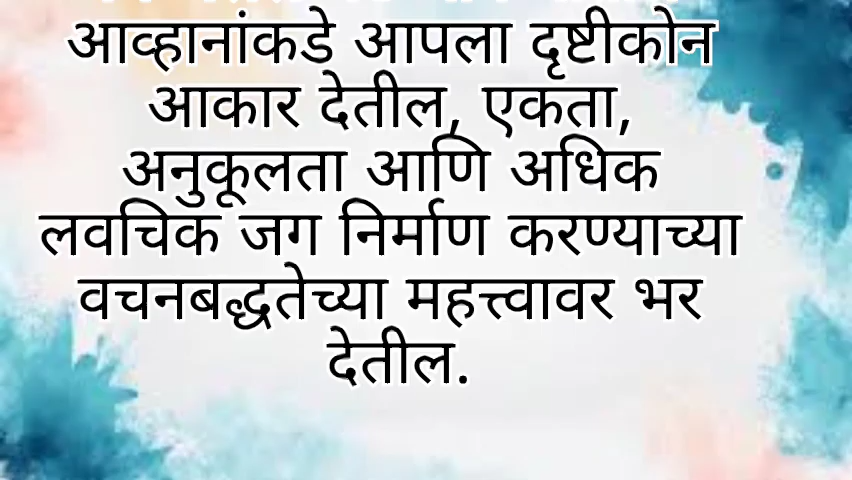 आव्हानांकडे आपला दृष्टीकोन
आकार देतील, एकता,
अनुकूलता आणि अधिक
लवचिक जग निर्माण करण्याच्या
वचनबद्धतेच्या महत्त्वावर भर
देतील.